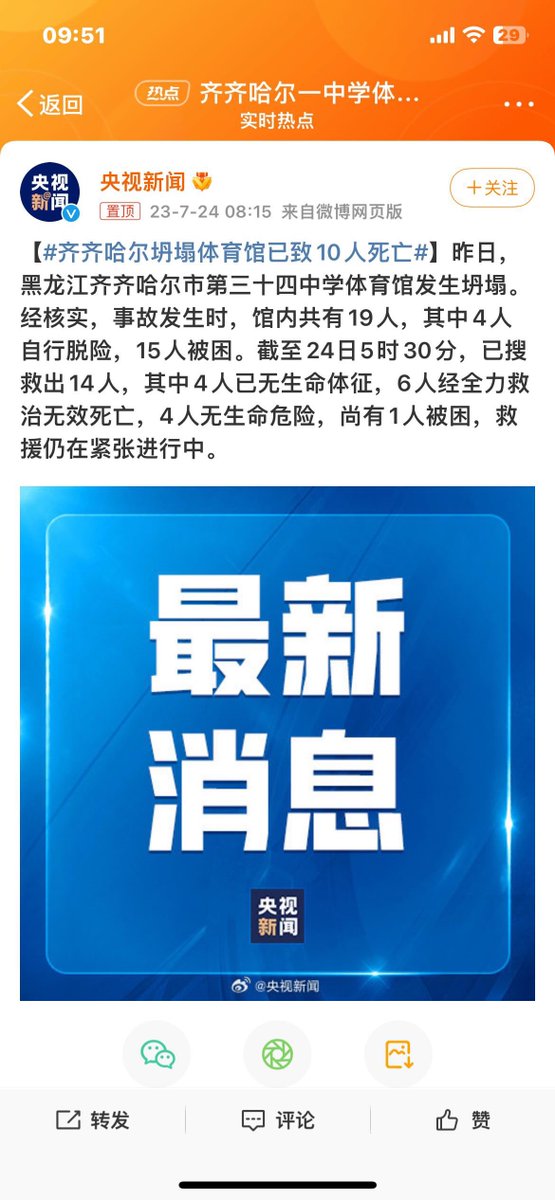 09:51
29
返回
热点 齐齐哈尔一中学体...
实时热点
央视
新闻
央视新闻
置顶 23-7-24 08:15 来自微博网页版
+关注
【#齐齐哈尔坍塌体育馆已致10人死亡#】昨日，
黑龙江齐齐哈尔市第三十四中学体育馆发生坍塌。
经核实，事故发生时，馆内共有19人，其中4人
自行脱险，15人被困。截至24日5时30分，已搜
救出14人，其中4人已无生命体征，6人经全力救
治无效死亡，4人无生命危险，尚有1人被困，救
援仍在紧张进行中。
最新
消息
央视
新闻
@央视新闻
转发
评论
赞